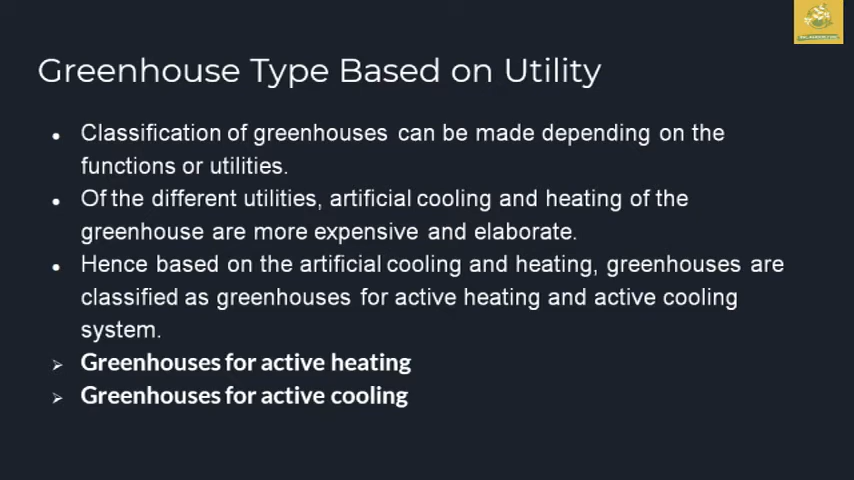 Greenhouse Type Based on Utility
● Classification of greenhouses can be made depending on the
functions or utilities.
● Of the different utilities, artificial cooling and heating of the
greenhouse are more expensive and elaborate.
● Hence based on the artificial cooling and heating, greenhouses are
classified as greenhouses for active heating and active cooling
system.
➢ Greenhouses for active heating
➢ Greenhouses for active cooling